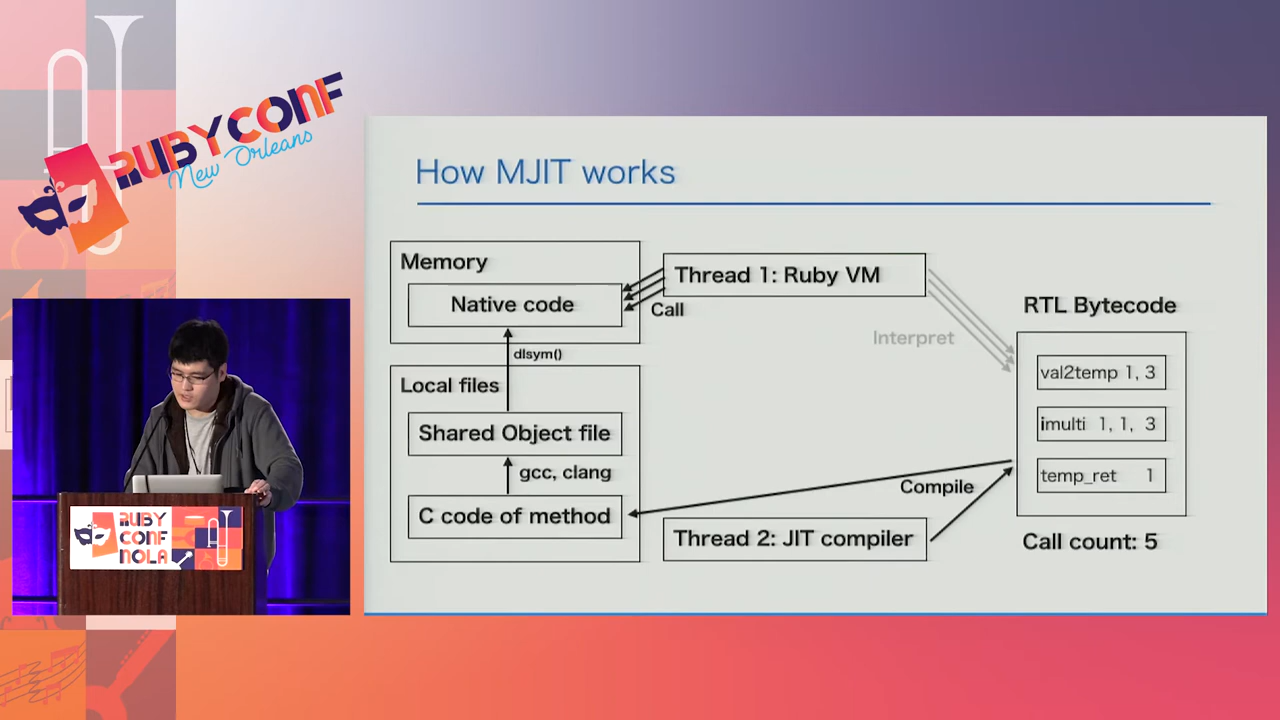 RUBYCONF
New Orleans
How MJIT works
Memory
Native code
Thread 1: Ruby VM
Call
Interpret
RTL Bytecode
dlsym()
Local files
Shared Object file
gcc, clang
C code of method
Compile
Thread 2: JIT compiler
val2temp 1, 3
imulti 1, 1, 3
temp_ret 1
Call count: 5
RUBY
CONF
NOLA